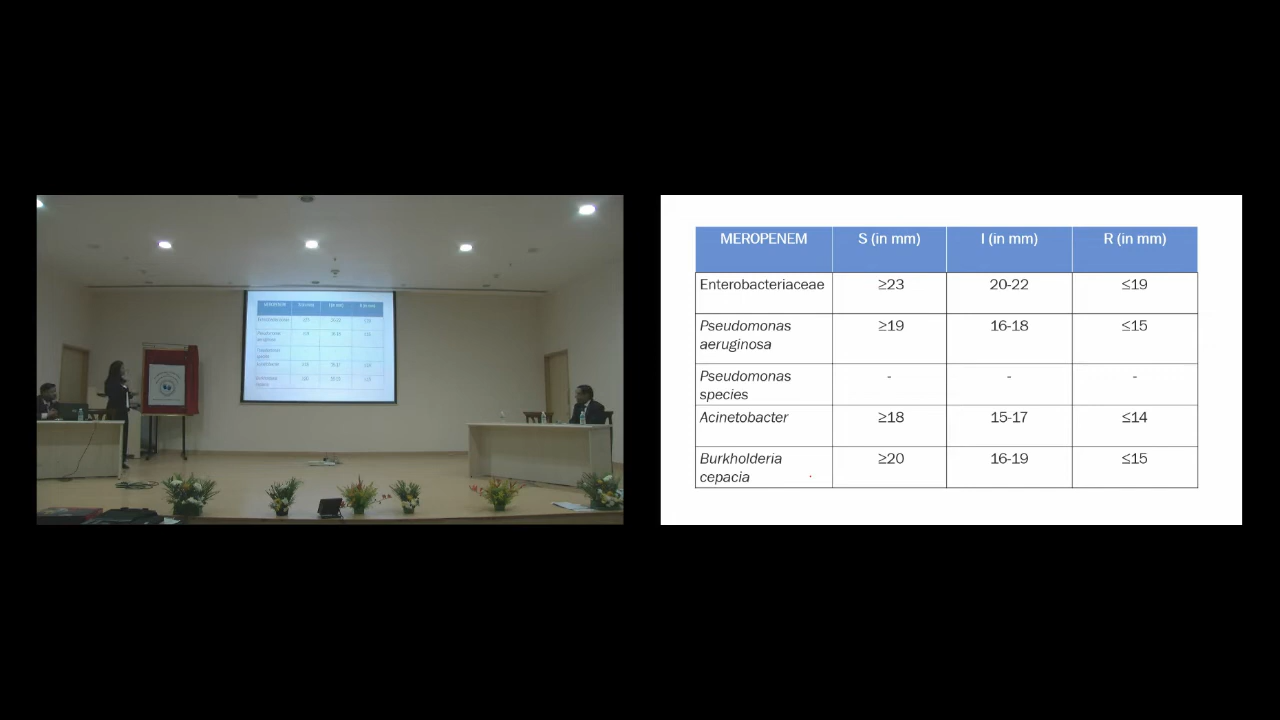 MEROPENEM S (in mm) I (in mm) R (in mm)
Enterobacteriaceae ≥23 20-22 ≤19
Pseudomonas aeruginosa ≥19 16-18 ≤15
Pseudomonas species - - -
Acinetobacter ≥18 15-17 ≤14
Burkholderia cepacia ≥20 16-19 ≤15